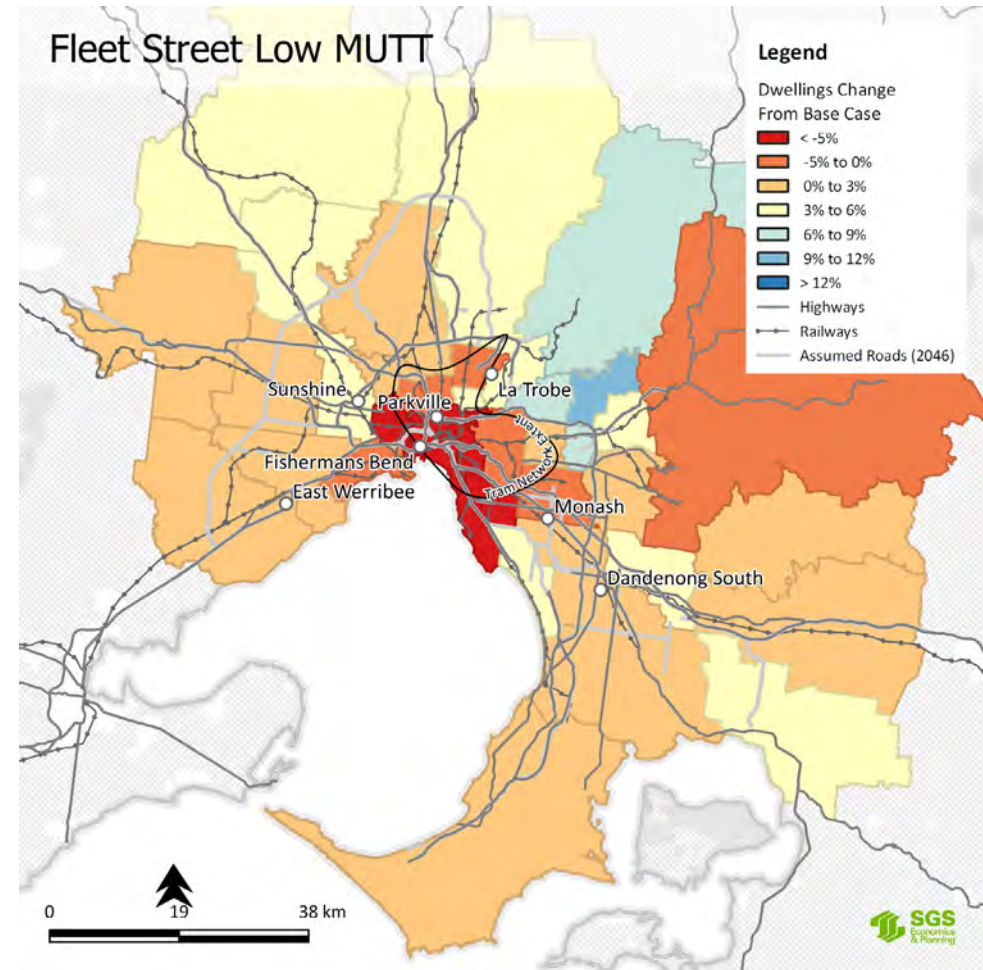 Fleet Street Low MUTT
Legend
Dwellings Change
From Base Case
< -5%
-5% to 0%
0% to 3%
3% to 6%
6% to 9%
9% to 12%
> 12%
Highways
Railways
Assumed Roads (2046)
Sunshine
La Trobe
Parkville
Tram Network Extent
Fishermans Bend
East Werribee
Monash
Dandenong South
0 19 38 km
SGS
Economics
& Planning